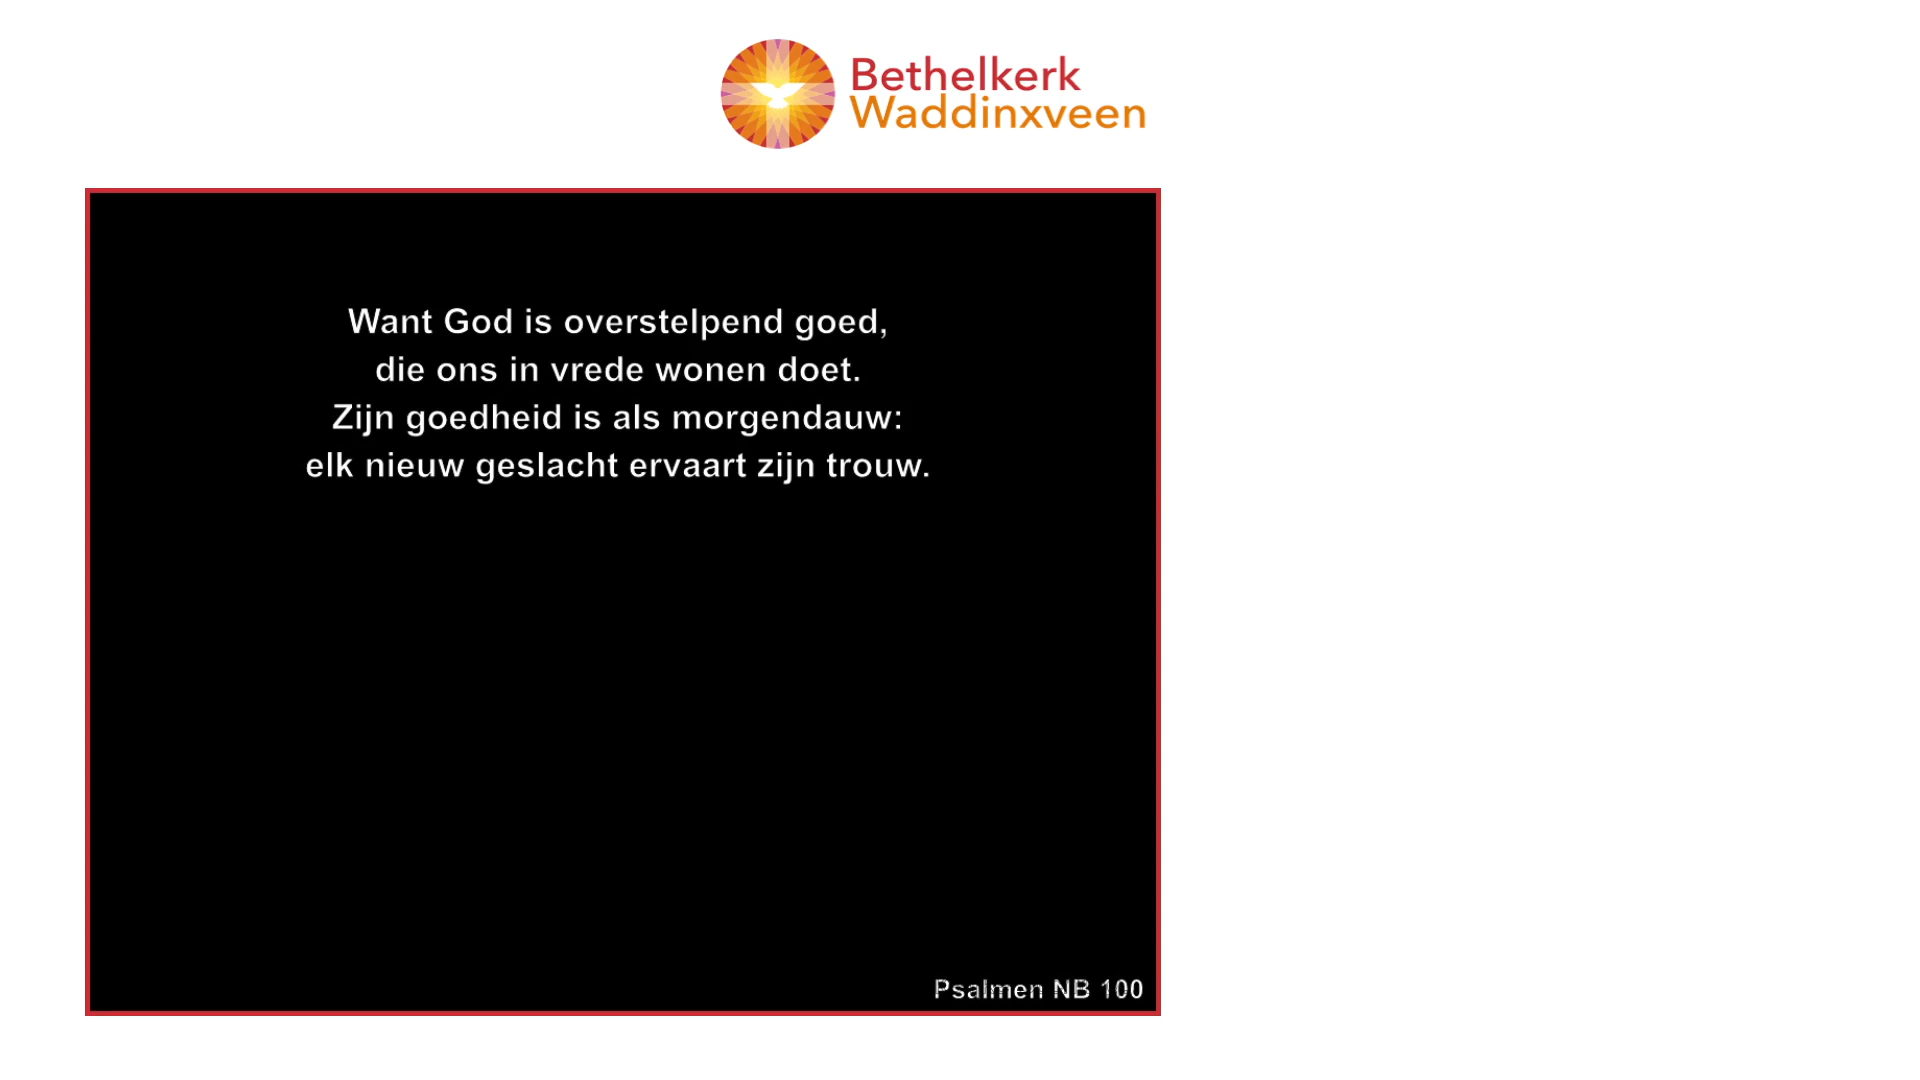 Bethelkerk
Waddinxveen
Want God is overstelpend goed,
die ons in vrede wonen doet.
Zijn goedheid is als morgendauw:
elk nieuw geslacht ervaart zijn trouw.
Psalmen NB 100